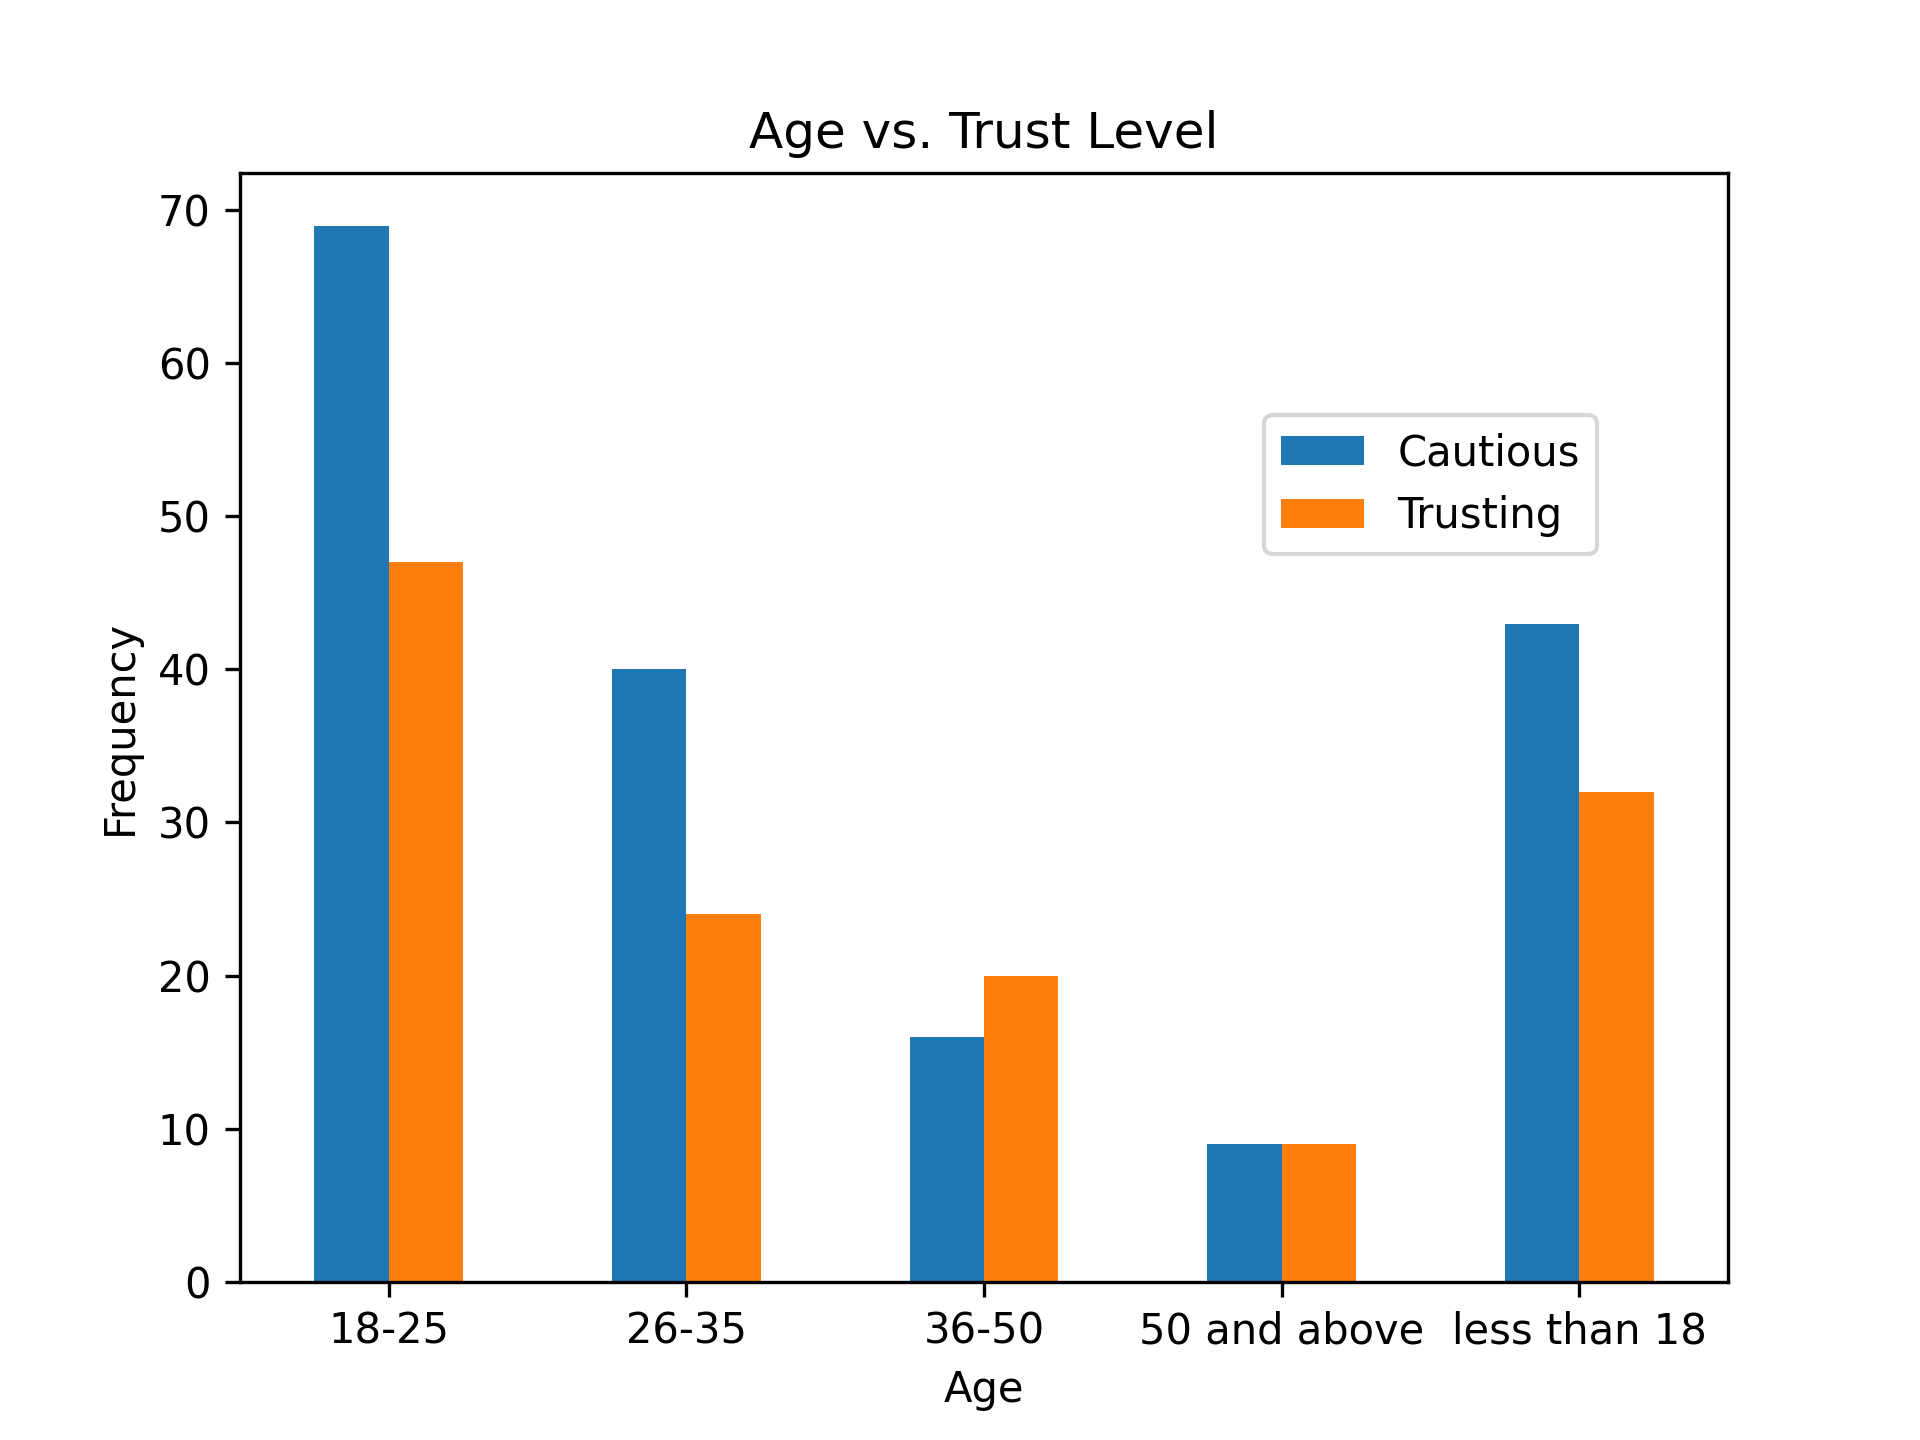 Age vs. Trust Level
70
60
50
40
30
20
10
0
Frequency
Cautious
Trusting
18-25 26-35 36-50 50 and above less than 18
Age